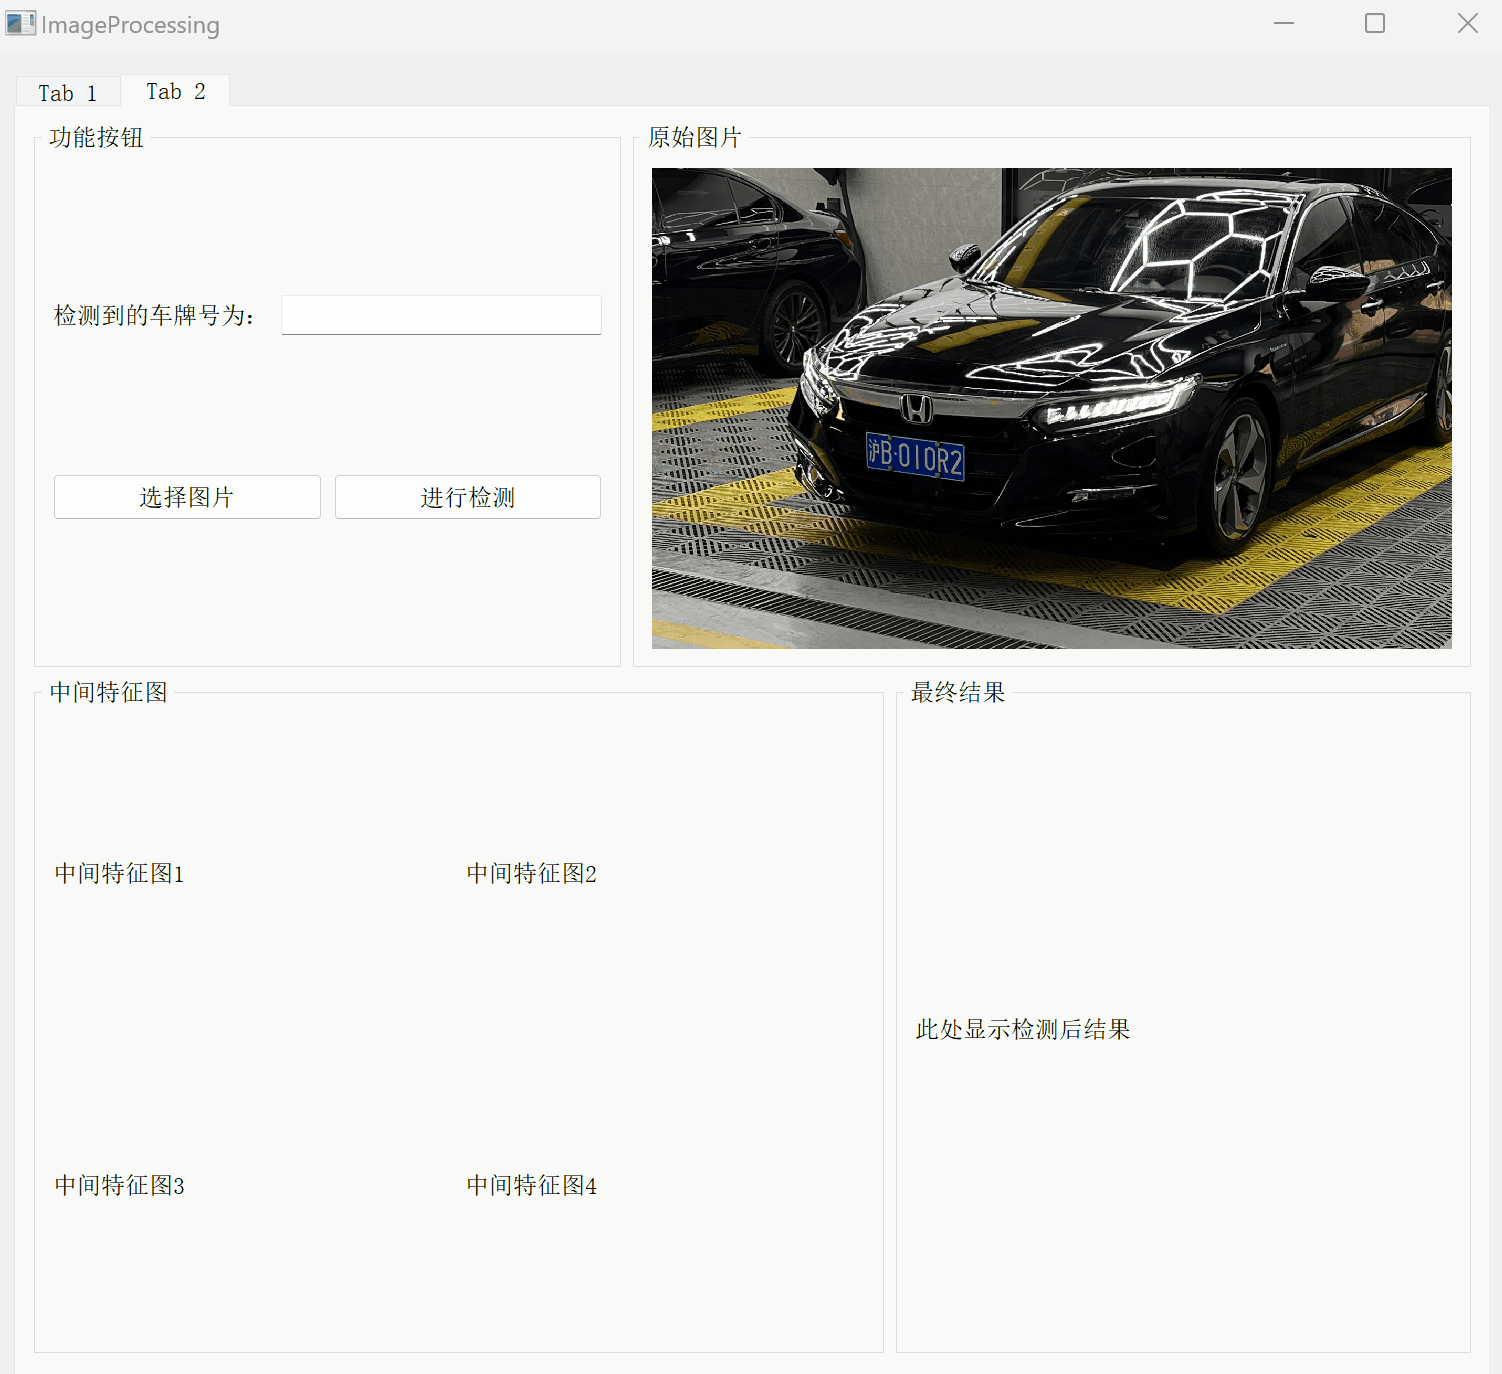 ImageProcessing
Tab 1
Tab 2
功能按钮
检测到的车牌号为:
选择图片
进行检测
原始图片
沪B·010R2
中间特征图
中间特征图1
中间特征图2
中间特征图3
中间特征图4
最终结果
此处显示检测后结果